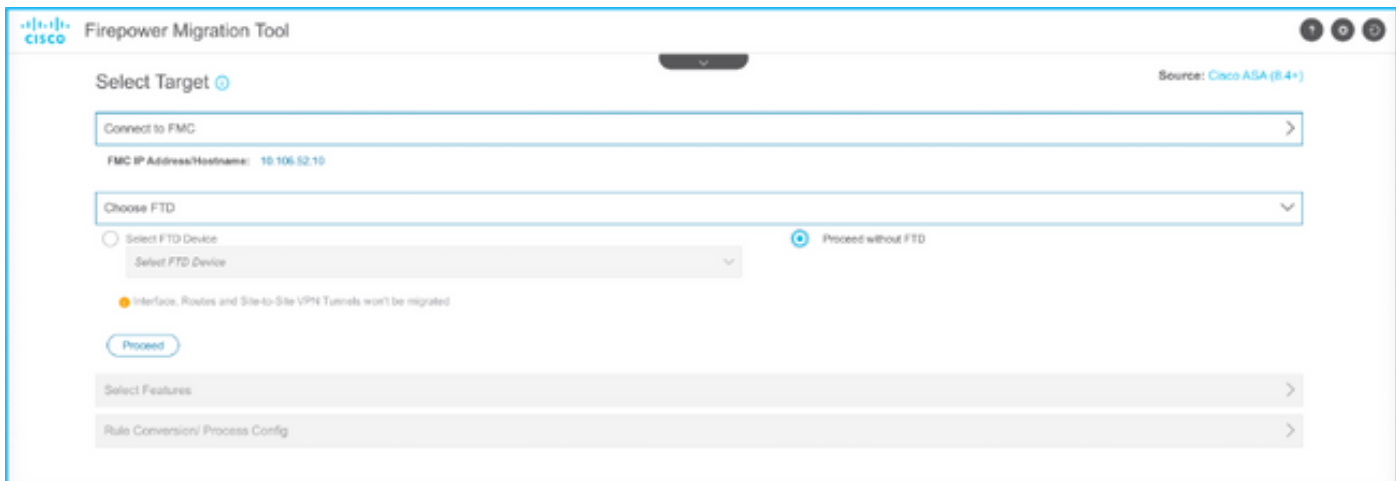 CISCO Firepower Migration Tool
Select Target
Source: Cisco ASA (8.4+)
Connect to FMC
FMC IP Address/Hostname: 10.106.52.10
Choose FTD
Select FTD Device
Proceed without FTD
Select FTD Device
Interface, Routes and Site-to-Site VPN Tunnels won't be migrated
Proceed
Select Features
Rule Conversion/ Process Config